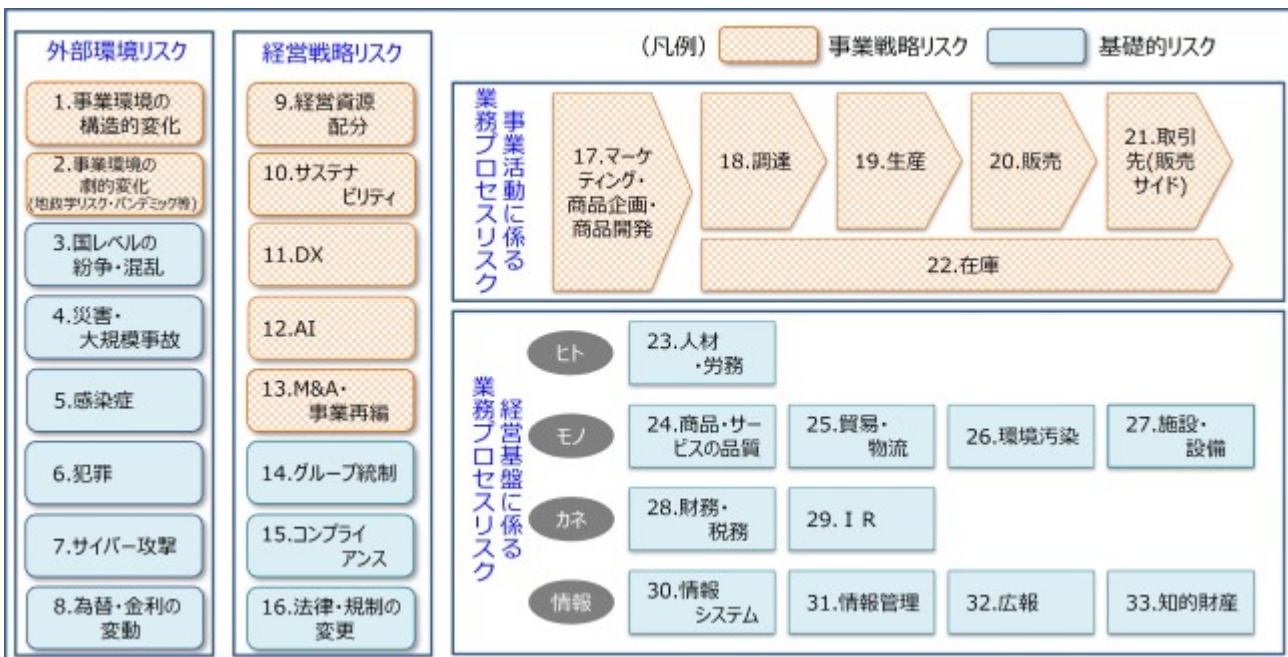 外部環境リスク
1.事業環境の
構造的変化
2.事業環境の
劇的変化
(地政学リスク・パンデミック等)
3.国レベルの
紛争・混乱
4.災害・
大規模事故
5.感染症
6.犯罪
7.サイバー攻撃
8.為替・金利の
変動
経営戦略リスク
9.経営資源
配分
10.サステナ
ビリティ
11.DX
12.AI
13.M&A・
事業再編
14.グループ統制
15.コンプライ
アンス
16.法律・規制の
変更
(凡例)
事業戦略リスク
基礎的リスク
事業活動に係る
業務プロセスリスク
17.マーケ
ティング・
商品企画・
商品開発
18.調達
19.生産
20.販売
21.取引
先(販売
サイド)
22.在庫
経営基盤に係る
業務プロセスリスク
ヒト
23.人材
・労務
モノ
24.商品・サー
ビスの品質
25.貿易・
物流
26.環境汚染
27.施設・
設備
カネ
28.財務・
税務
29.ＩＲ
情報
30.情報
システム
31.情報管理
32.広報
33.知的財産